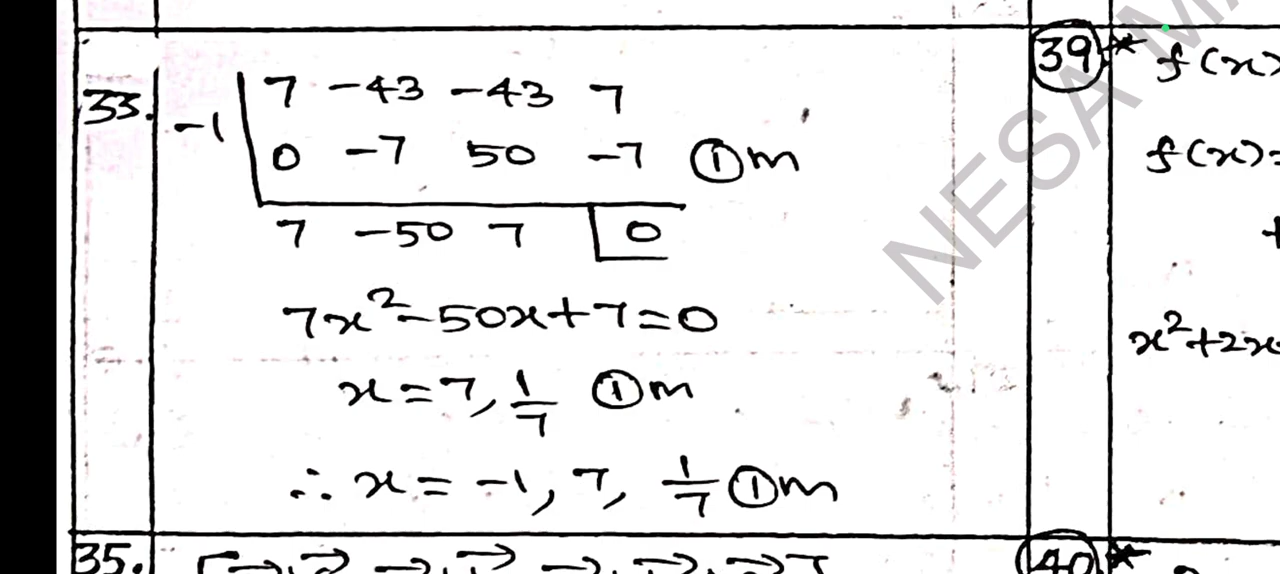 33.
-1 | 7 -43 -43 7
0 -7 50 -7 ①m
7 -50 7 | 0
7x²-50x+7=0
x=7, 1/7 ①m
∴ x = -1, 7, 1/7 ①m
35.
39 * f(x)
f(x)=
+
x²+2x
40 *
NESA